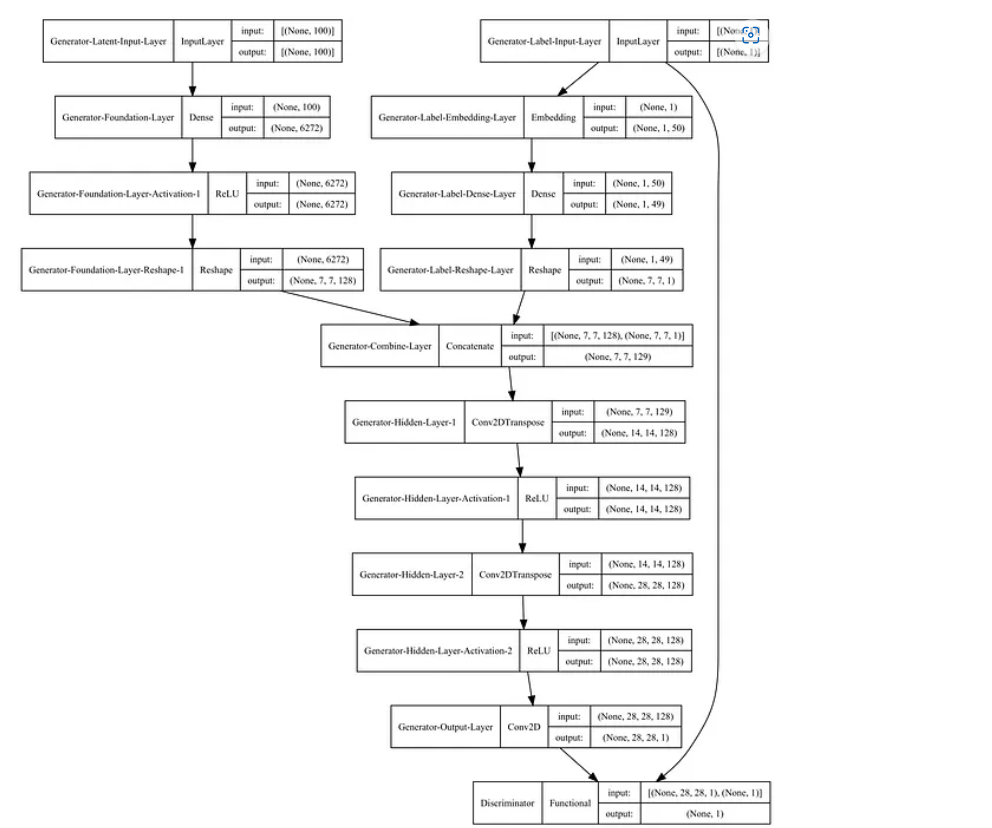 Generator-Latent-Input-Layer InputLayer input: [(None, 100)]
output: [(None, 100)]
Generator-Label-Input-Layer InputLayer input:
output:
Generator-Foundation-Layer Dense input: (None, 100)
output: (None, 6272)
Generator-Label-Embedding-Layer Embedding input: (None, 1)
output: (None, 1, 50)
Generator-Foundation-Layer-Activation-1 ReLU input: (None, 6272)
output: (None, 6272)
Generator-Label-Dense-Layer Dense input: (None, 1, 50)
output: (None, 1, 49)
Generator-Foundation-Layer-Reshape-1 Reshape input: (None, 6272)
output: (None, 7, 7, 128)
Generator-Label-Reshape-Layer Reshape input: (None, 1, 49)
output: (None, 7, 7, 1)
Generator-Combine-Layer Concatenate input: [(None, 7, 7, 128), (None, 7, 7, 1)]
output: (None, 7, 7, 129)
Generator-Hidden-Layer-1 Conv2DTranspose input: (None, 7, 7, 129)
output: (None, 14, 14, 128)
Generator-Hidden-Layer-Activation-1 ReLU input: (None, 14, 14, 128)
output: (None, 14, 14, 128)
Generator-Hidden-Layer-2 Conv2DTranspose input: (None, 14, 14, 128)
output: (None, 28, 28, 128)
Generator-Hidden-Layer-Activation-2 ReLU input: (None, 28, 28, 128)
output: (None, 28, 28, 128)
Generator-Output-Layer Conv2D input: (None, 28, 28, 128)
output: (None, 28, 28, 1)
Discriminator Functional input: [(None, 28, 28, 1), (None, 1)]
output: (None, 1)